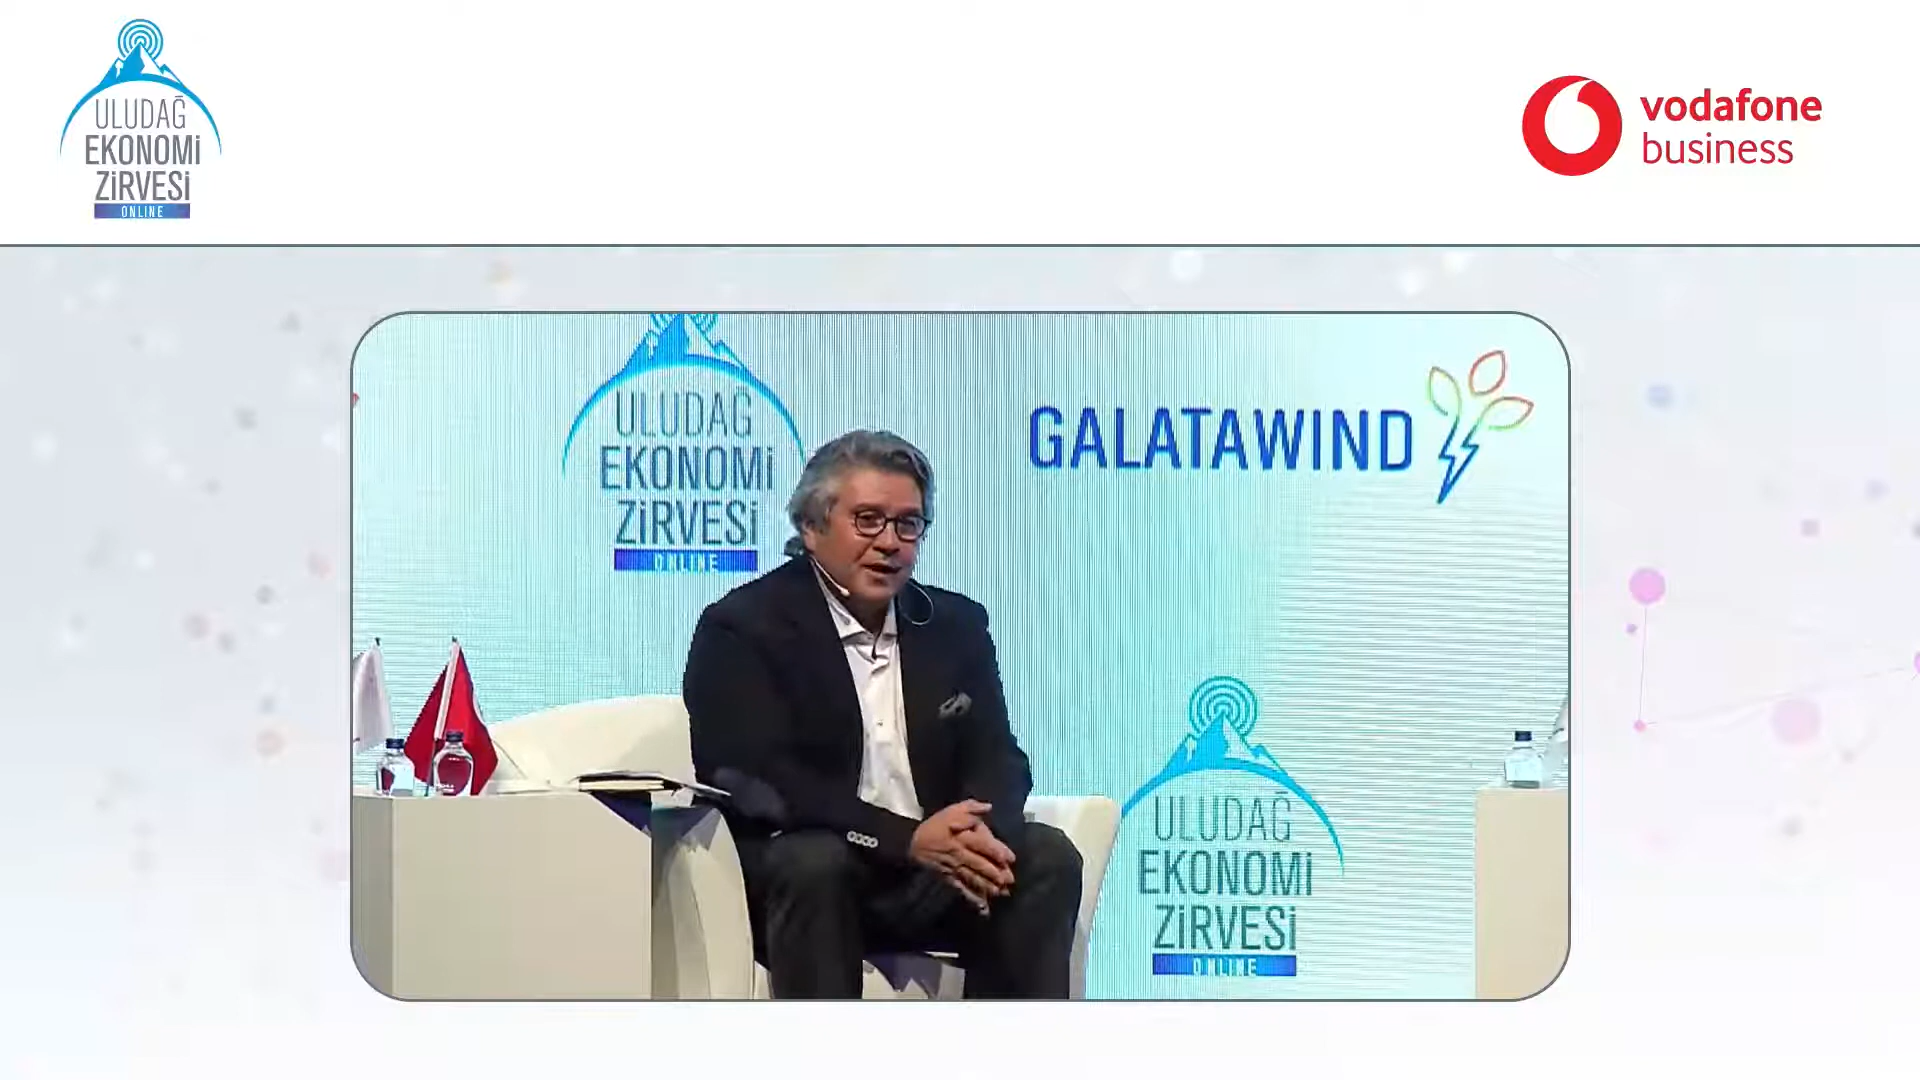 ULUDAĞ
EKONOMİ
ZİRVESİ
ONLINE
vodafone
business
ULUDAĞ
EKONOMİ
ZİRVESİ
ONLINE
GALATAWIND
ULUDAĞ
EKONOMİ
ZİRVESİ
ONLINE